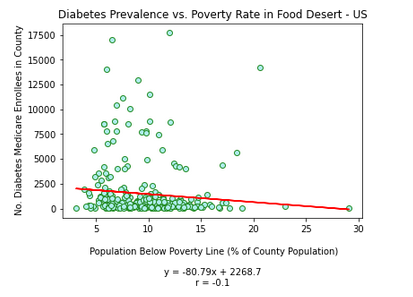 Diabetes Prevalence vs. Poverty Rate in Food Desert - US
No. Diabetes Medicare Enrollees in County
17500
15000
12500
10000
7500
5000
2500
0
5 10 15 20 25 30
Population Below Poverty Line (% of County Population)
y = -80.79x + 2268.7
r = -0.1